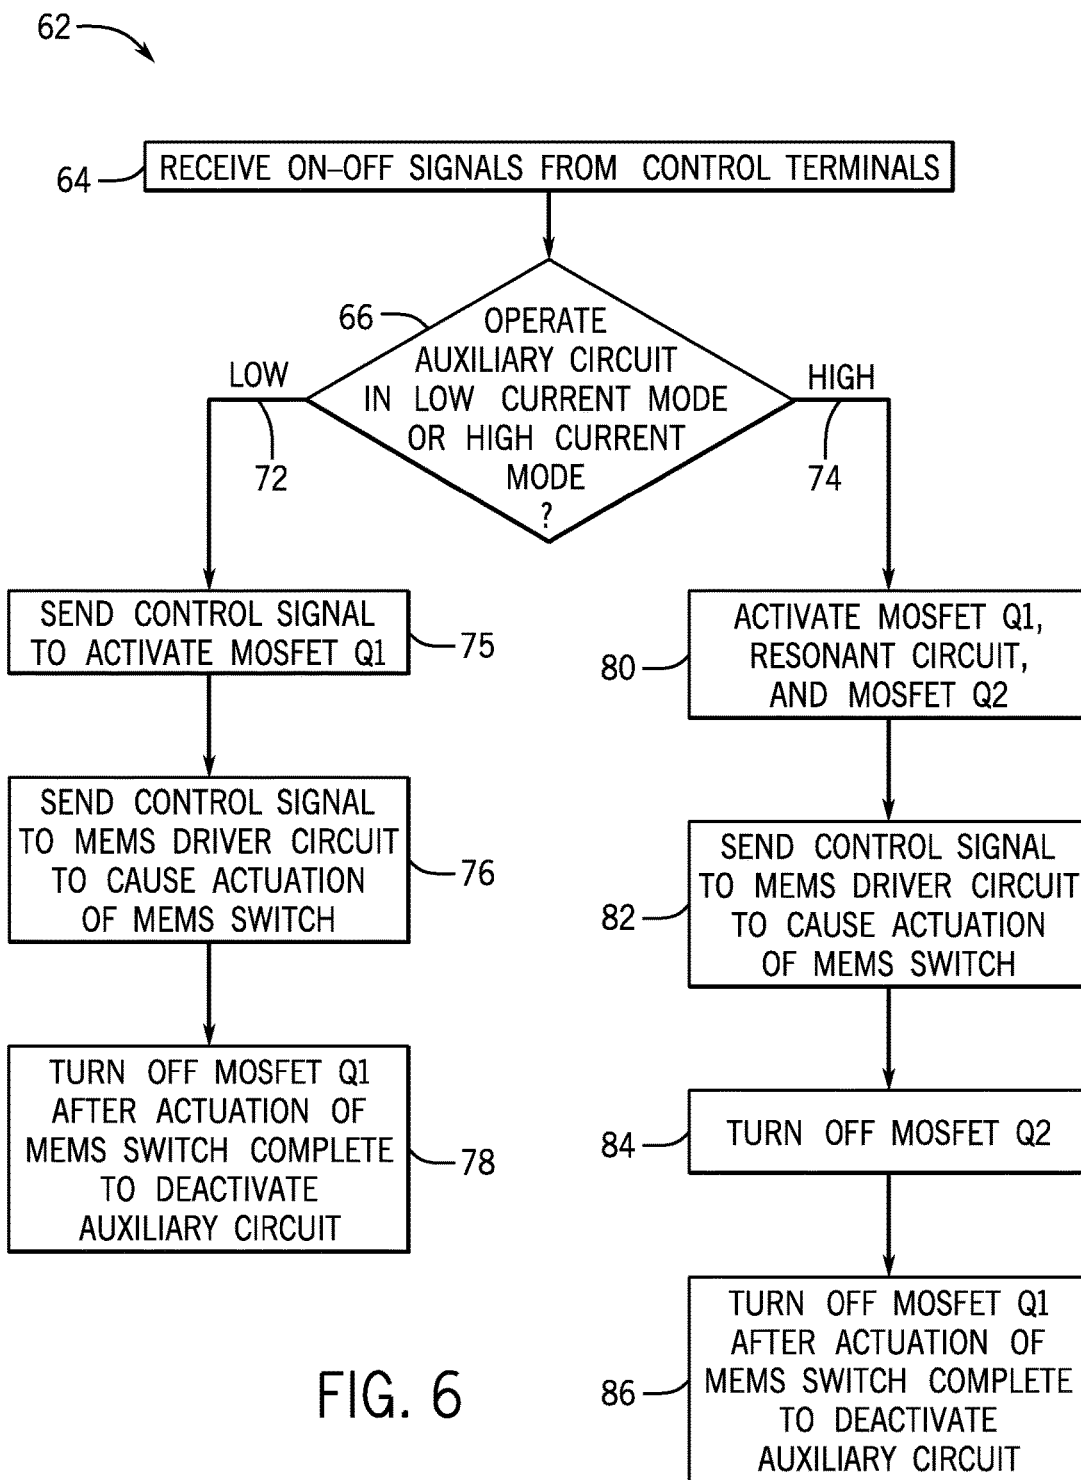 62
64
RECEIVE ON–OFF SIGNALS FROM CONTROL TERMINALS
66
OPERATE
AUXILIARY CIRCUIT
IN LOW CURRENT MODE
OR HIGH CURRENT
MODE
?
LOW
72
HIGH
74
SEND CONTROL SIGNAL
TO ACTIVATE MOSFET Q1
75
SEND CONTROL SIGNAL
TO MEMS DRIVER CIRCUIT
TO CAUSE ACTUATION
OF MEMS SWITCH
76
TURN OFF MOSFET Q1
AFTER ACTUATION OF
MEMS SWITCH COMPLETE
TO DEACTIVATE
AUXILIARY CIRCUIT
78
80
ACTIVATE MOSFET Q1,
RESONANT CIRCUIT,
AND MOSFET Q2
82
SEND CONTROL SIGNAL
TO MEMS DRIVER CIRCUIT
TO CAUSE ACTUATION
OF MEMS SWITCH
84
TURN OFF MOSFET Q2
86
TURN OFF MOSFET Q1
AFTER ACTUATION OF
MEMS SWITCH COMPLETE
TO DEACTIVATE
AUXILIARY CIRCUIT
FIG. 6